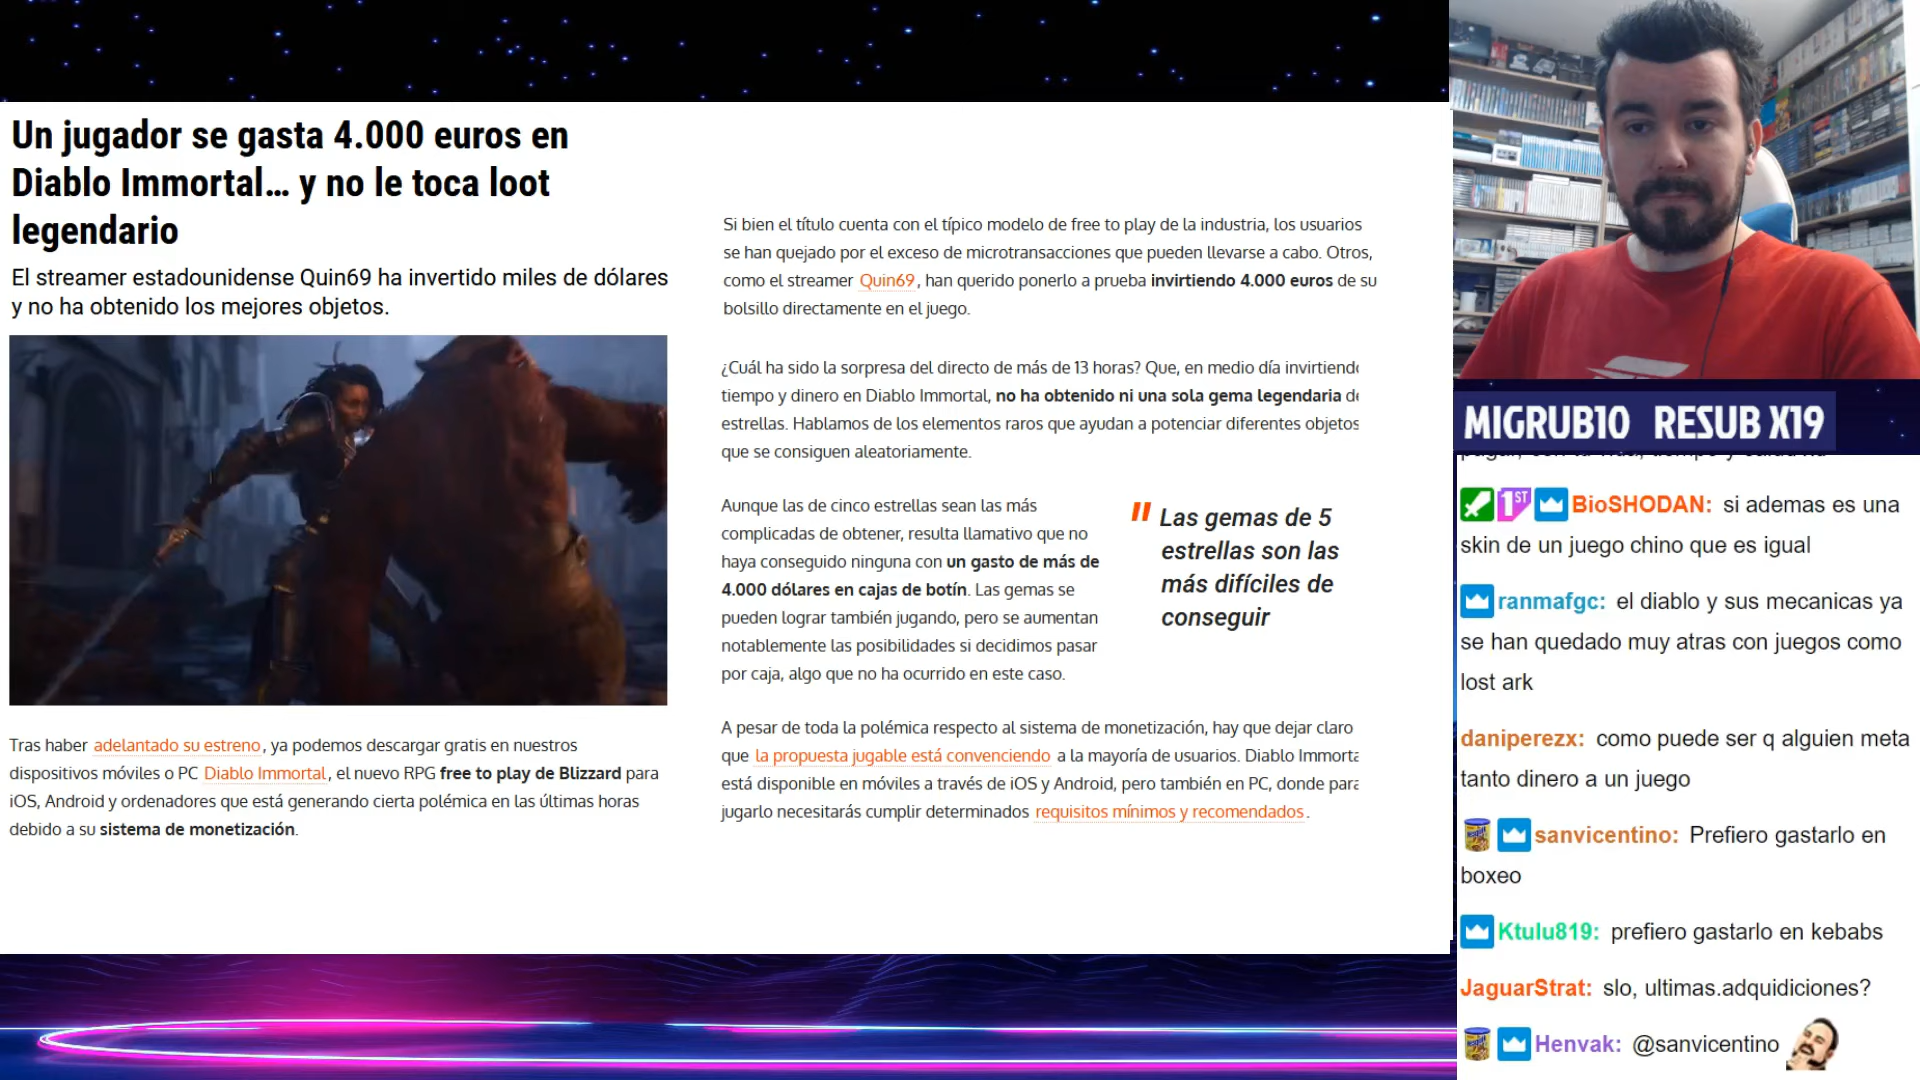 Un jugador se gasta 4.000 euros en
Diablo Immortal... y no le toca loot
legendario
El streamer estadounidense Quin69 ha invertido miles de dólares
y no ha obtenido los mejores objetos.
Tras haber adelantado su estreno, ya podemos descargar gratis en nuestros
dispositivos móviles o PC Diablo Immortal, el nuevo RPG free to play de Blizzard para
iOS, Android y ordenadores que está generando cierta polémica en las últimas horas
debido a su sistema de monetización.
Si bien el título cuenta con el típico modelo de free to play de la industria, los usuarios
se han quejado por el exceso de microtransacciones que pueden llevarse a cabo. Otros,
como el streamer Quin69, han querido ponerlo a prueba invirtiendo 4.000 euros de su
bolsillo directamente en el juego.
¿Cuál ha sido la sorpresa del directo de más de 13 horas? Que, en medio día invirtiendo
tiempo y dinero en Diablo Immortal, no ha obtenido ni una sola gema legendaria de
estrellas. Hablamos de los elementos raros que ayudan a potenciar diferentes objetos
que se consiguen aleatoriamente.
Aunque las de cinco estrellas sean las más
complicadas de obtener, resulta llamativo que no
haya conseguido ninguna con un gasto de más de
4.000 dólares en cajas de botín. Las gemas se
pueden lograr también jugando, pero se aumentan
notablemente las posibilidades si decidimos pasar
por caja, algo que no ha ocurrido en este caso.
" Las gemas de 5
estrellas son las
más difíciles de
conseguir
A pesar de toda la polémica respecto al sistema de monetización, hay que dejar claro
que la propuesta jugable está convenciendo a la mayoría de usuarios. Diablo Immorta
está disponible en móviles a través de iOS y Android, pero también en PC, donde para
jugarlo necesitarás cumplir determinados requisitos mínimos y recomendados.
MIGRUB10 RESUB X19
1ST BioSHODAN: si ademas es una
skin de un juego chino que es igual
ranmafgc: el diablo y sus mecanicas ya
se han quedado muy atras con juegos como
lost ark
daniperezx: como puede ser q alguien meta
tanto dinero a un juego
sanvicentino: Prefiero gastarlo en
boxeo
Ktulu819: prefiero gastarlo en kebabs
JaguarStrat: slo, ultimas.adquidiciones?
Henvak: @sanvicentino